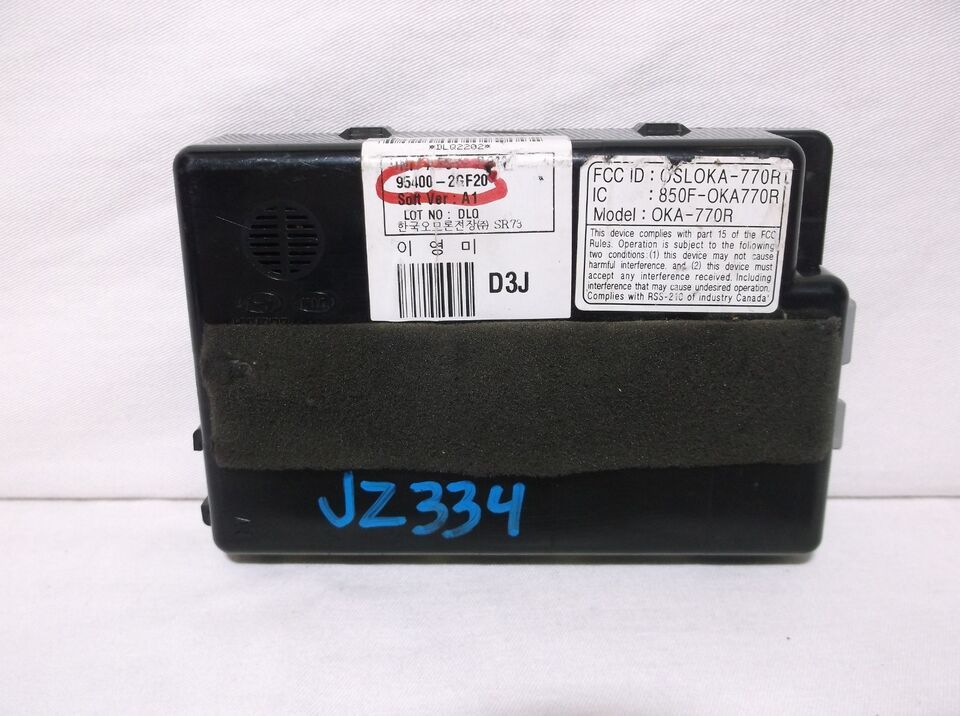 *DLQ2202*
95400-2GF20
Soft Ver : A1
LOT NO : DLQ
한국오므론전장㈜ SR73
이 영 미
D3J
FCC ID : OSLOKA-770R
IC : 850F-OKA770R
Model : OKA-770R
This device complies with part 15 of the FCC
Rules. Operation is subject to the following
two conditions: (1) this device may not cause
harmful interference, and (2) this device must
accept any interference received, Including
interference that may cause undesired operation.
Complies with RSS-210 of industry Canada"
JZ334